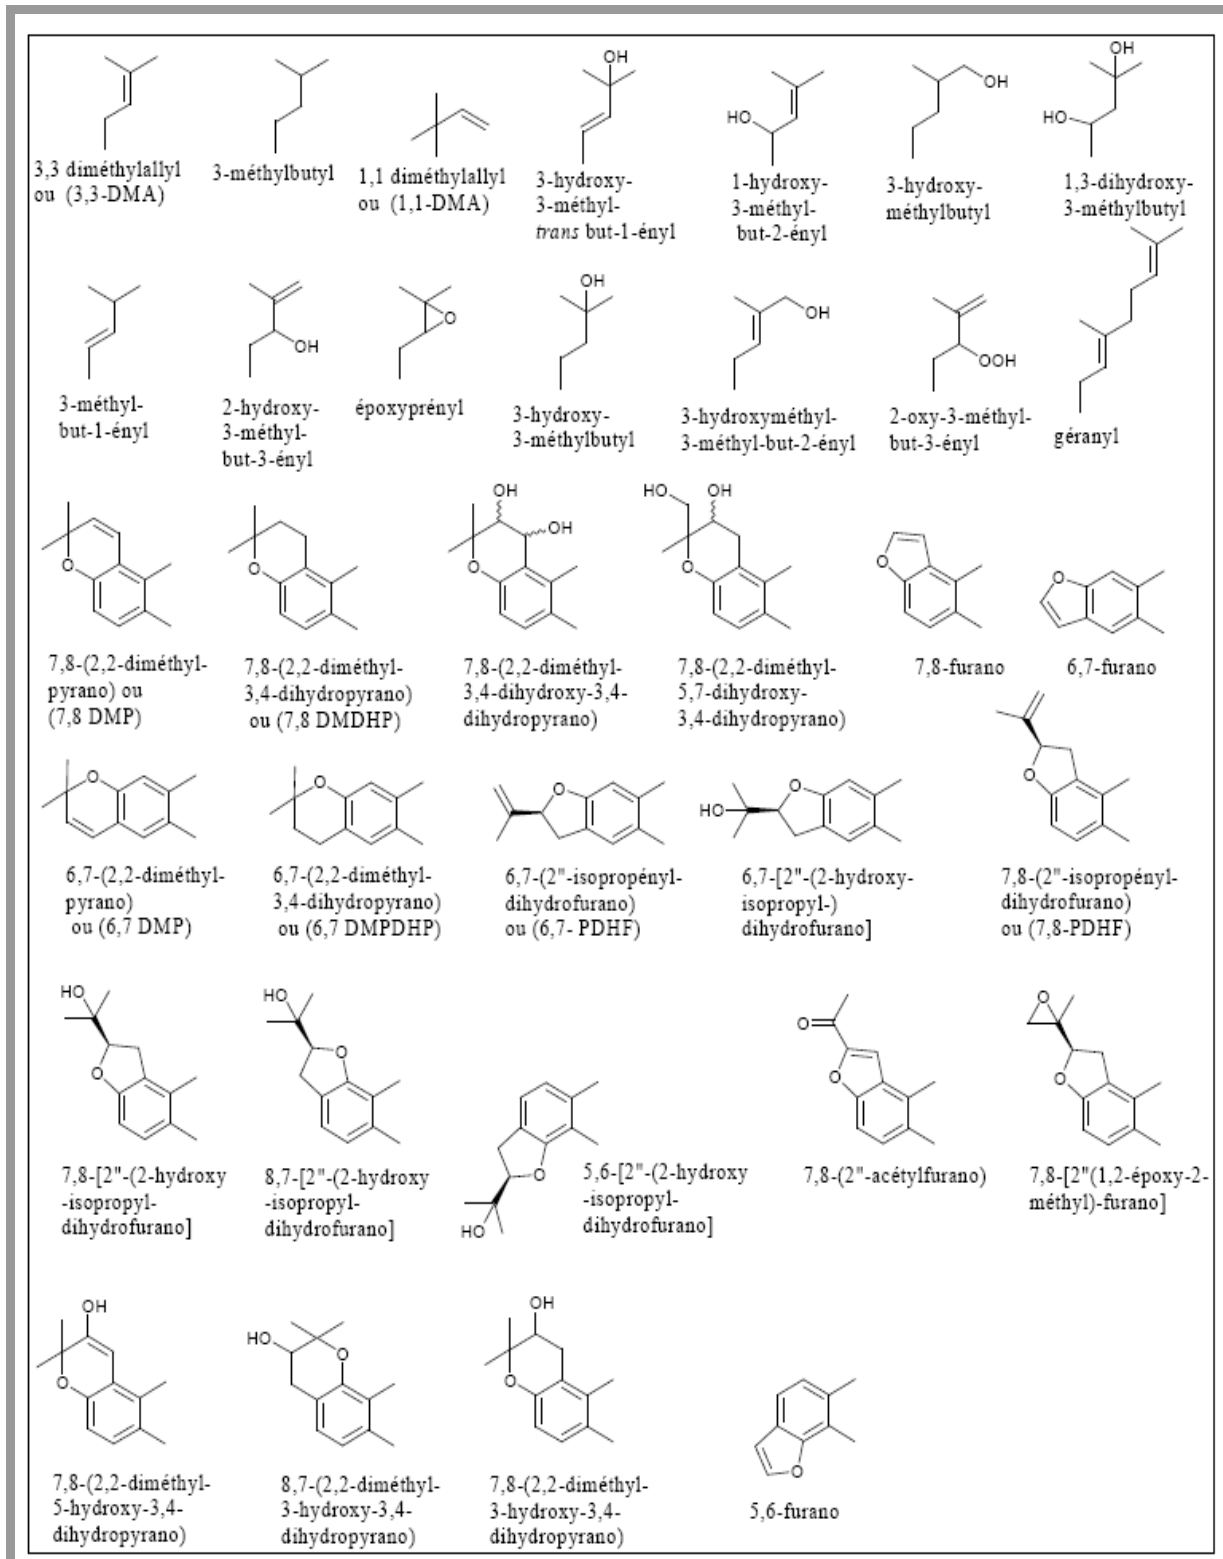 OH
OH
HO
OH
HO
OH
3,3 diméthylallyl
ou (3,3-DMA)
3-méthylbutyl
1,1 diméthylallyl
ou (1,1-DMA)
3-hydroxy-
3-méthyl-
trans but-1-ényl
1-hydroxy-
3-méthyl-
but-2-ényl
3-hydroxy-
méthylbutyl
1,3-dihydroxy-
3-méthylbutyl
OH
O
OH
OH
OOH
3-méthyl-
but-1-ényl
2-hydroxy-
3-méthyl-
but-3-ényl
époxyprényl
3-hydroxy-
3-méthylbutyl
3-hydroxyméthyl-
3-méthyl-but-2-ényl
2-oxy-3-méthyl-
but-3-ényl
géranyl
O
O
OH
OH
O
HO
OH
O
O
O
7,8-(2,2-diméthyl-
pyrano) ou
(7,8 DMP)
7,8-(2,2-diméthyl-
3,4-dihydropyrano)
ou (7,8 DMDHP)
7,8-(2,2-diméthyl-
3,4-dihydroxy-3,4-
dihydropyrano)
7,8-(2,2-diméthyl-
5,7-dihydroxy-
3,4-dihydropyrano)
7,8-furano
6,7-furano
O
O
O
HO
O
O
6,7-(2,2-diméthyl-
pyrano)
ou (6,7 DMP)
6,7-(2,2-diméthyl-
3,4-dihydropyrano)
ou (6,7 DMPDHP)
6,7-(2"-isopropényl-
dihydrofurano)
ou (6,7- PDHF)
6,7-[2"-(2-hydroxy-
isopropyl-)
dihydrofurano]
7,8-(2"-isopropényl-
dihydrofurano)
ou (7,8-PDHF)
HO
O
HO
O
O
HO
O
O
O
O
7,8-[2"-(2-hydroxy
-isopropyl-
dihydrofurano]
8,7-[2"-(2-hydroxy
-isopropyl-
dihydrofurano]
5,6-[2"-(2-hydroxy
-isopropyl-
dihydrofurano]
7,8-(2"-acétylfurano)
7,8-[2"(1,2-époxy-2-
méthyl)-furano]
OH
O
HO
O
OH
O
O
7,8-(2,2-diméthyl-
5-hydroxy-3,4-
dihydropyrano)
8,7-(2,2-diméthyl-
3-hydroxy-3,4-
dihydropyrano)
7,8-(2,2-diméthyl-
3-hydroxy-3,4-
dihydropyrano)
5,6-furano